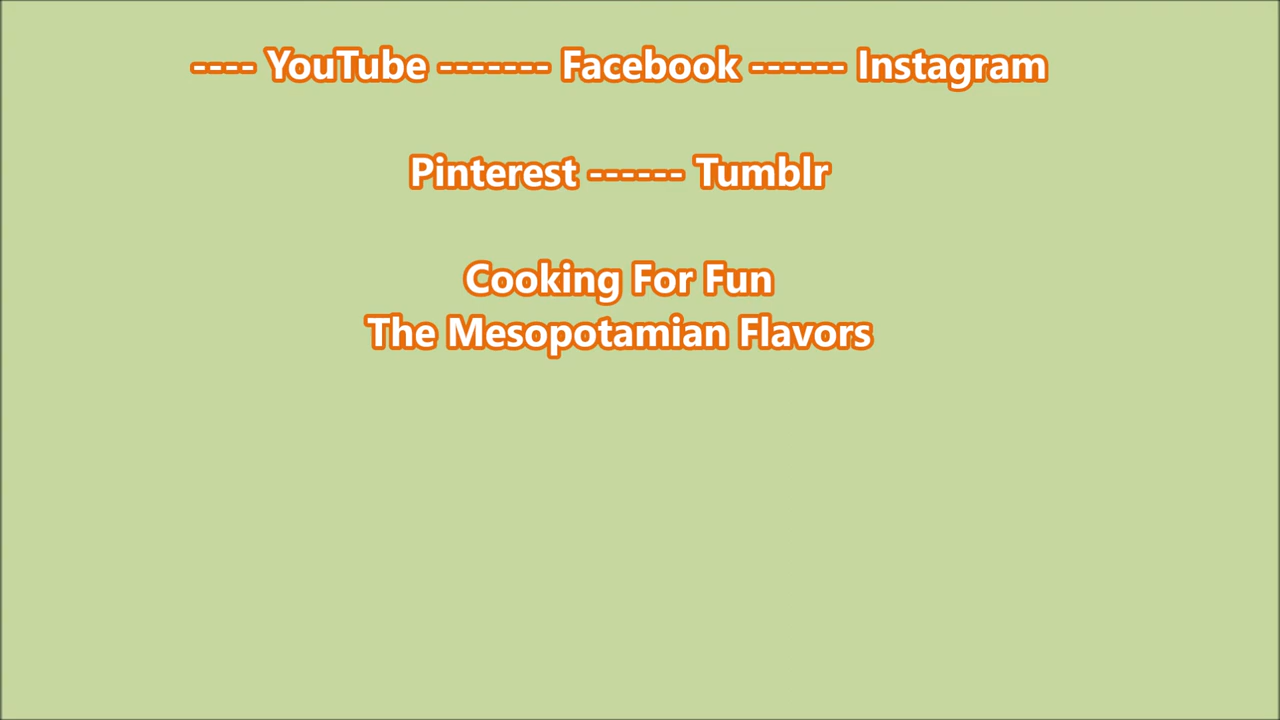 ---- YouTube ------- Facebook ------ Instagram
Pinterest ------ Tumblr
Cooking For Fun
The Mesopotamian Flavors